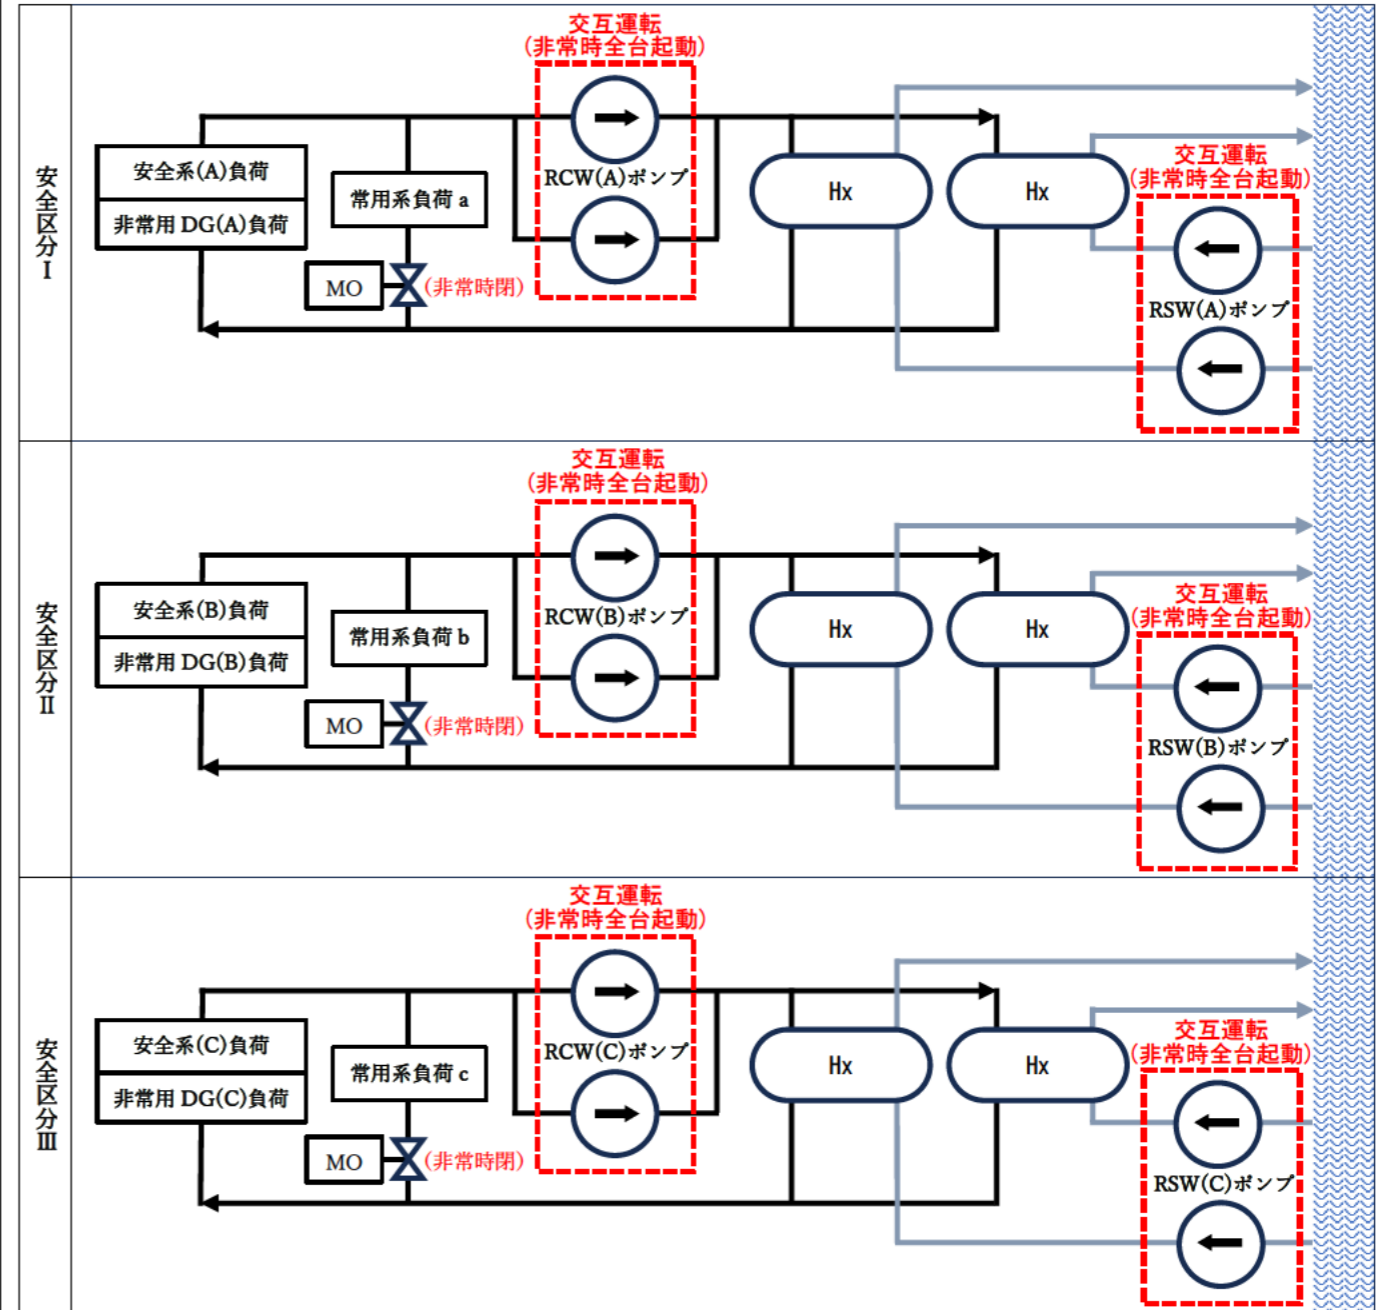 安全区分Ⅰ
交互運転
(非常時全台起動)
安全系(A)負荷
非常用 DG(A)負荷
常用系負荷 a
MO
(非常時閉)
RCW(A)ポンプ
Hx
Hx
交互運転
(非常時全台起動)
RSW(A)ポンプ
安全区分Ⅱ
交互運転
(非常時全台起動)
安全系(B)負荷
非常用 DG(B)負荷
常用系負荷 b
MO
(非常時閉)
RCW(B)ポンプ
Hx
Hx
交互運転
(非常時全台起動)
RSW(B)ポンプ
安全区分Ⅲ
交互運転
(非常時全台起動)
安全系(C)負荷
非常用 DG(C)負荷
常用系負荷 c
MO
(非常時閉)
RCW(C)ポンプ
Hx
Hx
交互運転
(非常時全台起動)
RSW(C)ポンプ